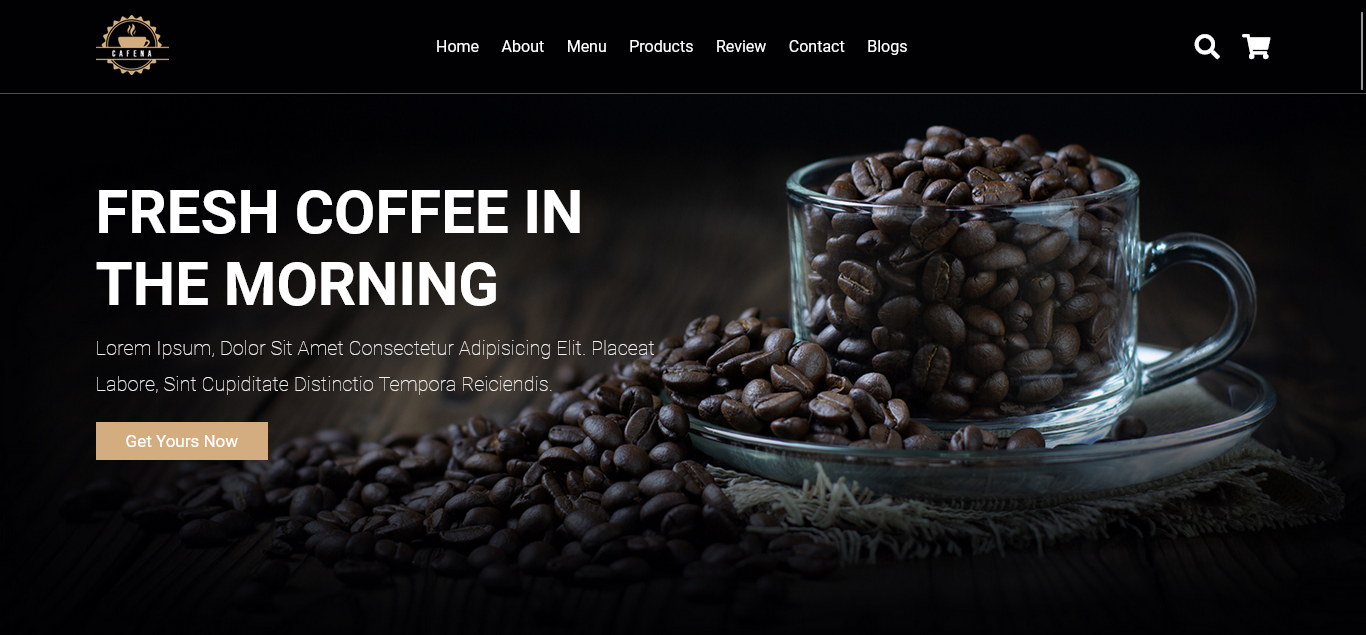 CAFENA
Home About Menu Products Review Contact Blogs
FRESH COFFEE IN
THE MORNING
Lorem Ipsum, Dolor Sit Amet Consectetur Adipisicing Elit. Placeat
Labore, Sint Cupiditate Distinctio Tempora Reiciendis.
Get Yours Now